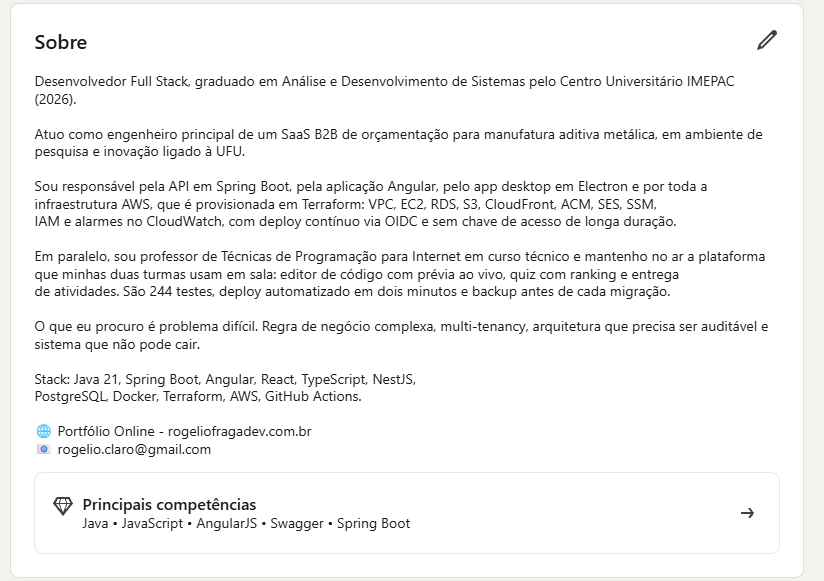 Sobre
Desenvolvedor Full Stack, graduado em Análise e Desenvolvimento de Sistemas pelo Centro Universitário IMEPAC
(2026).
Atuo como engenheiro principal de um SaaS B2B de orçamentação para manufatura aditiva metálica, em ambiente de
pesquisa e inovação ligado à UFU.
Sou responsável pela API em Spring Boot, pela aplicação Angular, pelo app desktop em Electron e por toda a
infraestrutura AWS, que é provisionada em Terraform: VPC, EC2, RDS, S3, CloudFront, ACM, SES, SSM,
IAM e alarmes no CloudWatch, com deploy contínuo via OIDC e sem chave de acesso de longa duração.
Em paralelo, sou professor de Técnicas de Programação para Internet em curso técnico e mantenho no ar a plataforma
que minhas duas turmas usam em sala: editor de código com prévia ao vivo, quiz com ranking e entrega
de atividades. São 244 testes, deploy automatizado em dois minutos e backup antes de cada migração.
O que eu procuro é problema difícil. Regra de negócio complexa, multi-tenancy, arquitetura que precisa ser auditável e
sistema que não pode cair.
Stack: Java 21, Spring Boot, Angular, React, TypeScript, NestJS,
PostgreSQL, Docker, Terraform, AWS, GitHub Actions.
🌐 Portfólio Online - rogeliofragadev.com.br
📧 rogelio.claro@gmail.com
Principais competências
Java • JavaScript • AngularJS • Swagger • Spring Boot